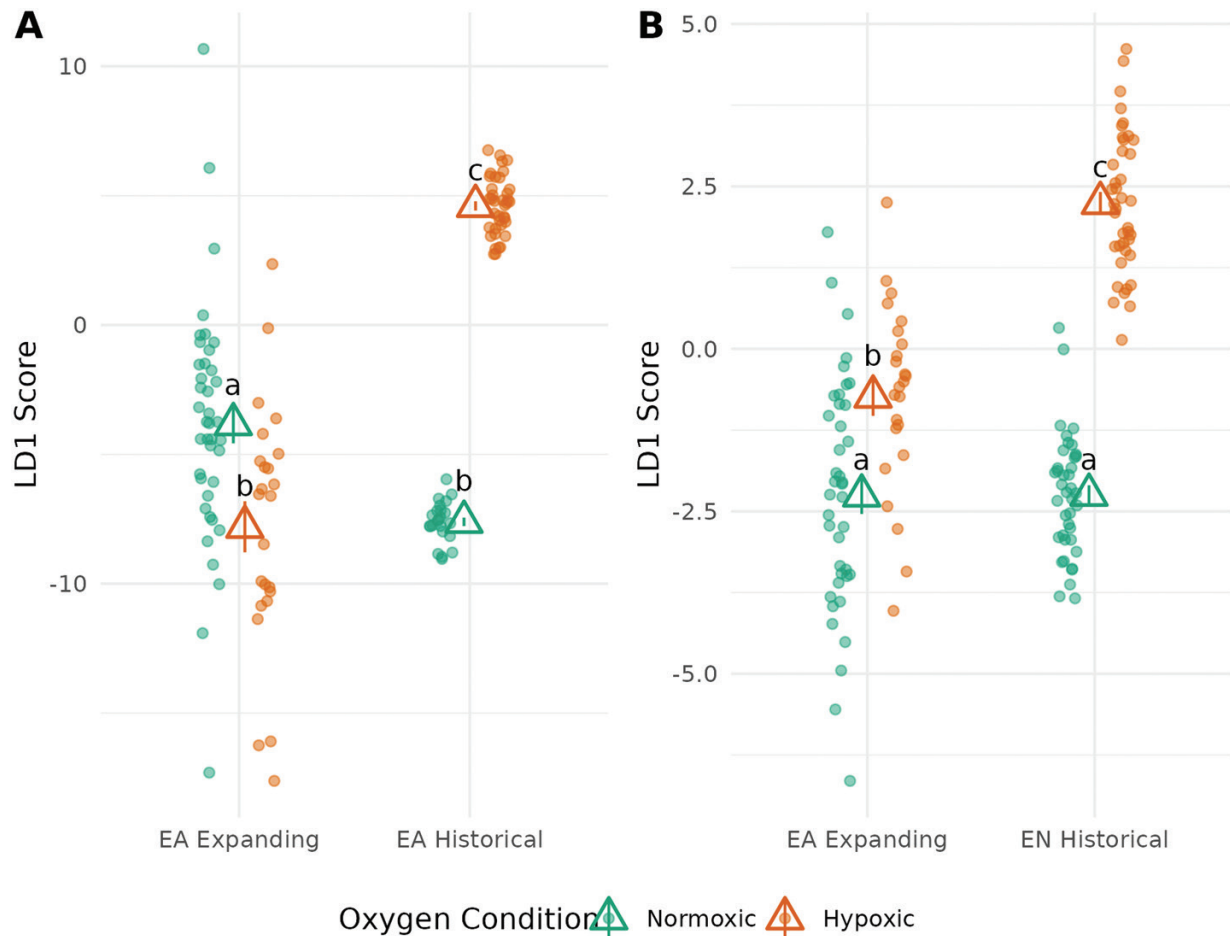 A
B
10
0
-10
LD1 Score
a
b
c
b
EA Expanding
EA Historical
5.0
2.5
0.0
-2.5
-5.0
LD1 Score
a
b
c
a
EA Expanding
EN Historical
Oxygen Condition Normoxic Hypoxic